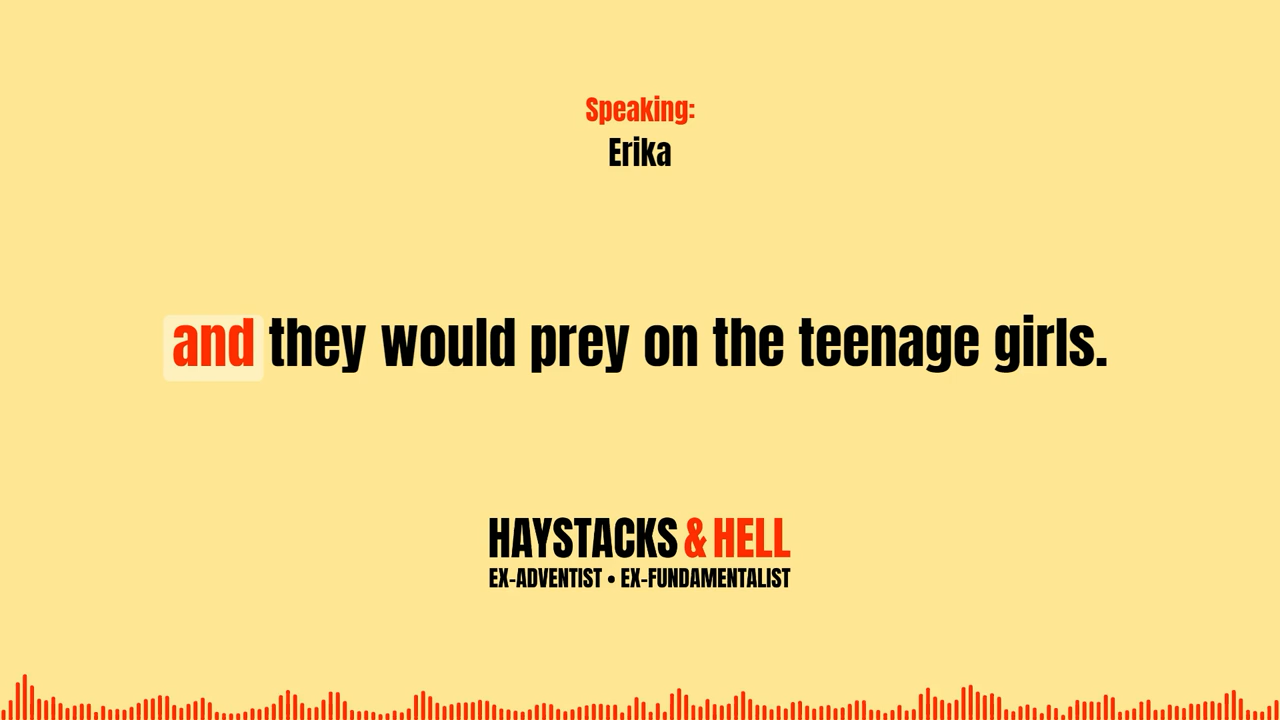 Speaking:
Erika
and they would prey on the teenage girls.
HAYSTACKS & HELL
EX-ADVENTIST • EX-FUNDAMENTALIST